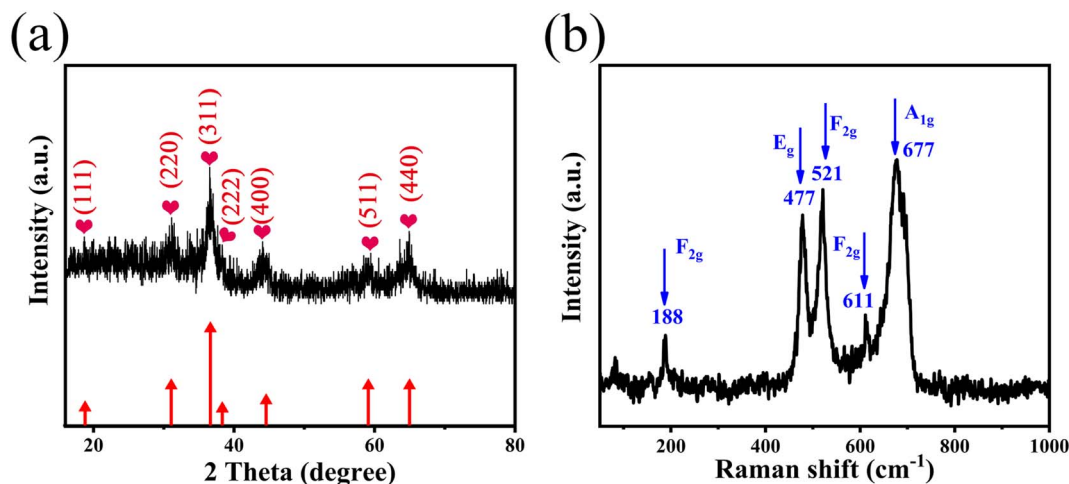 (a)
Intensity (a.u.)
(111)
(220)
(311)
(222)
(400)
(511)
(440)
20 40 60 80
2 Theta (degree)
(b)
Intensity (a.u.)
F2g
188
Eg
477
F2g
521
F2g
611
A1g
677
200 400 600 800 1000
Raman shift (cm⁻¹)